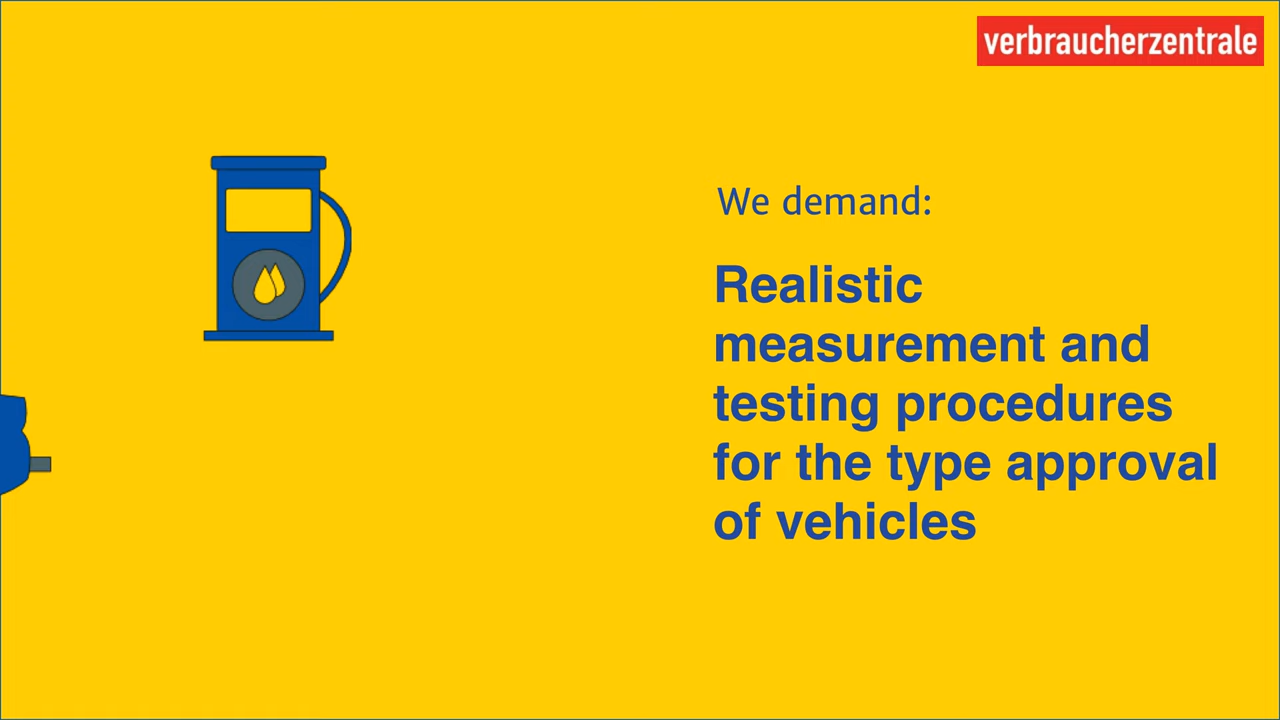 verbraucherzentrale
We demand:
Realistic
measurement and
testing procedures
for the type approval
of vehicles